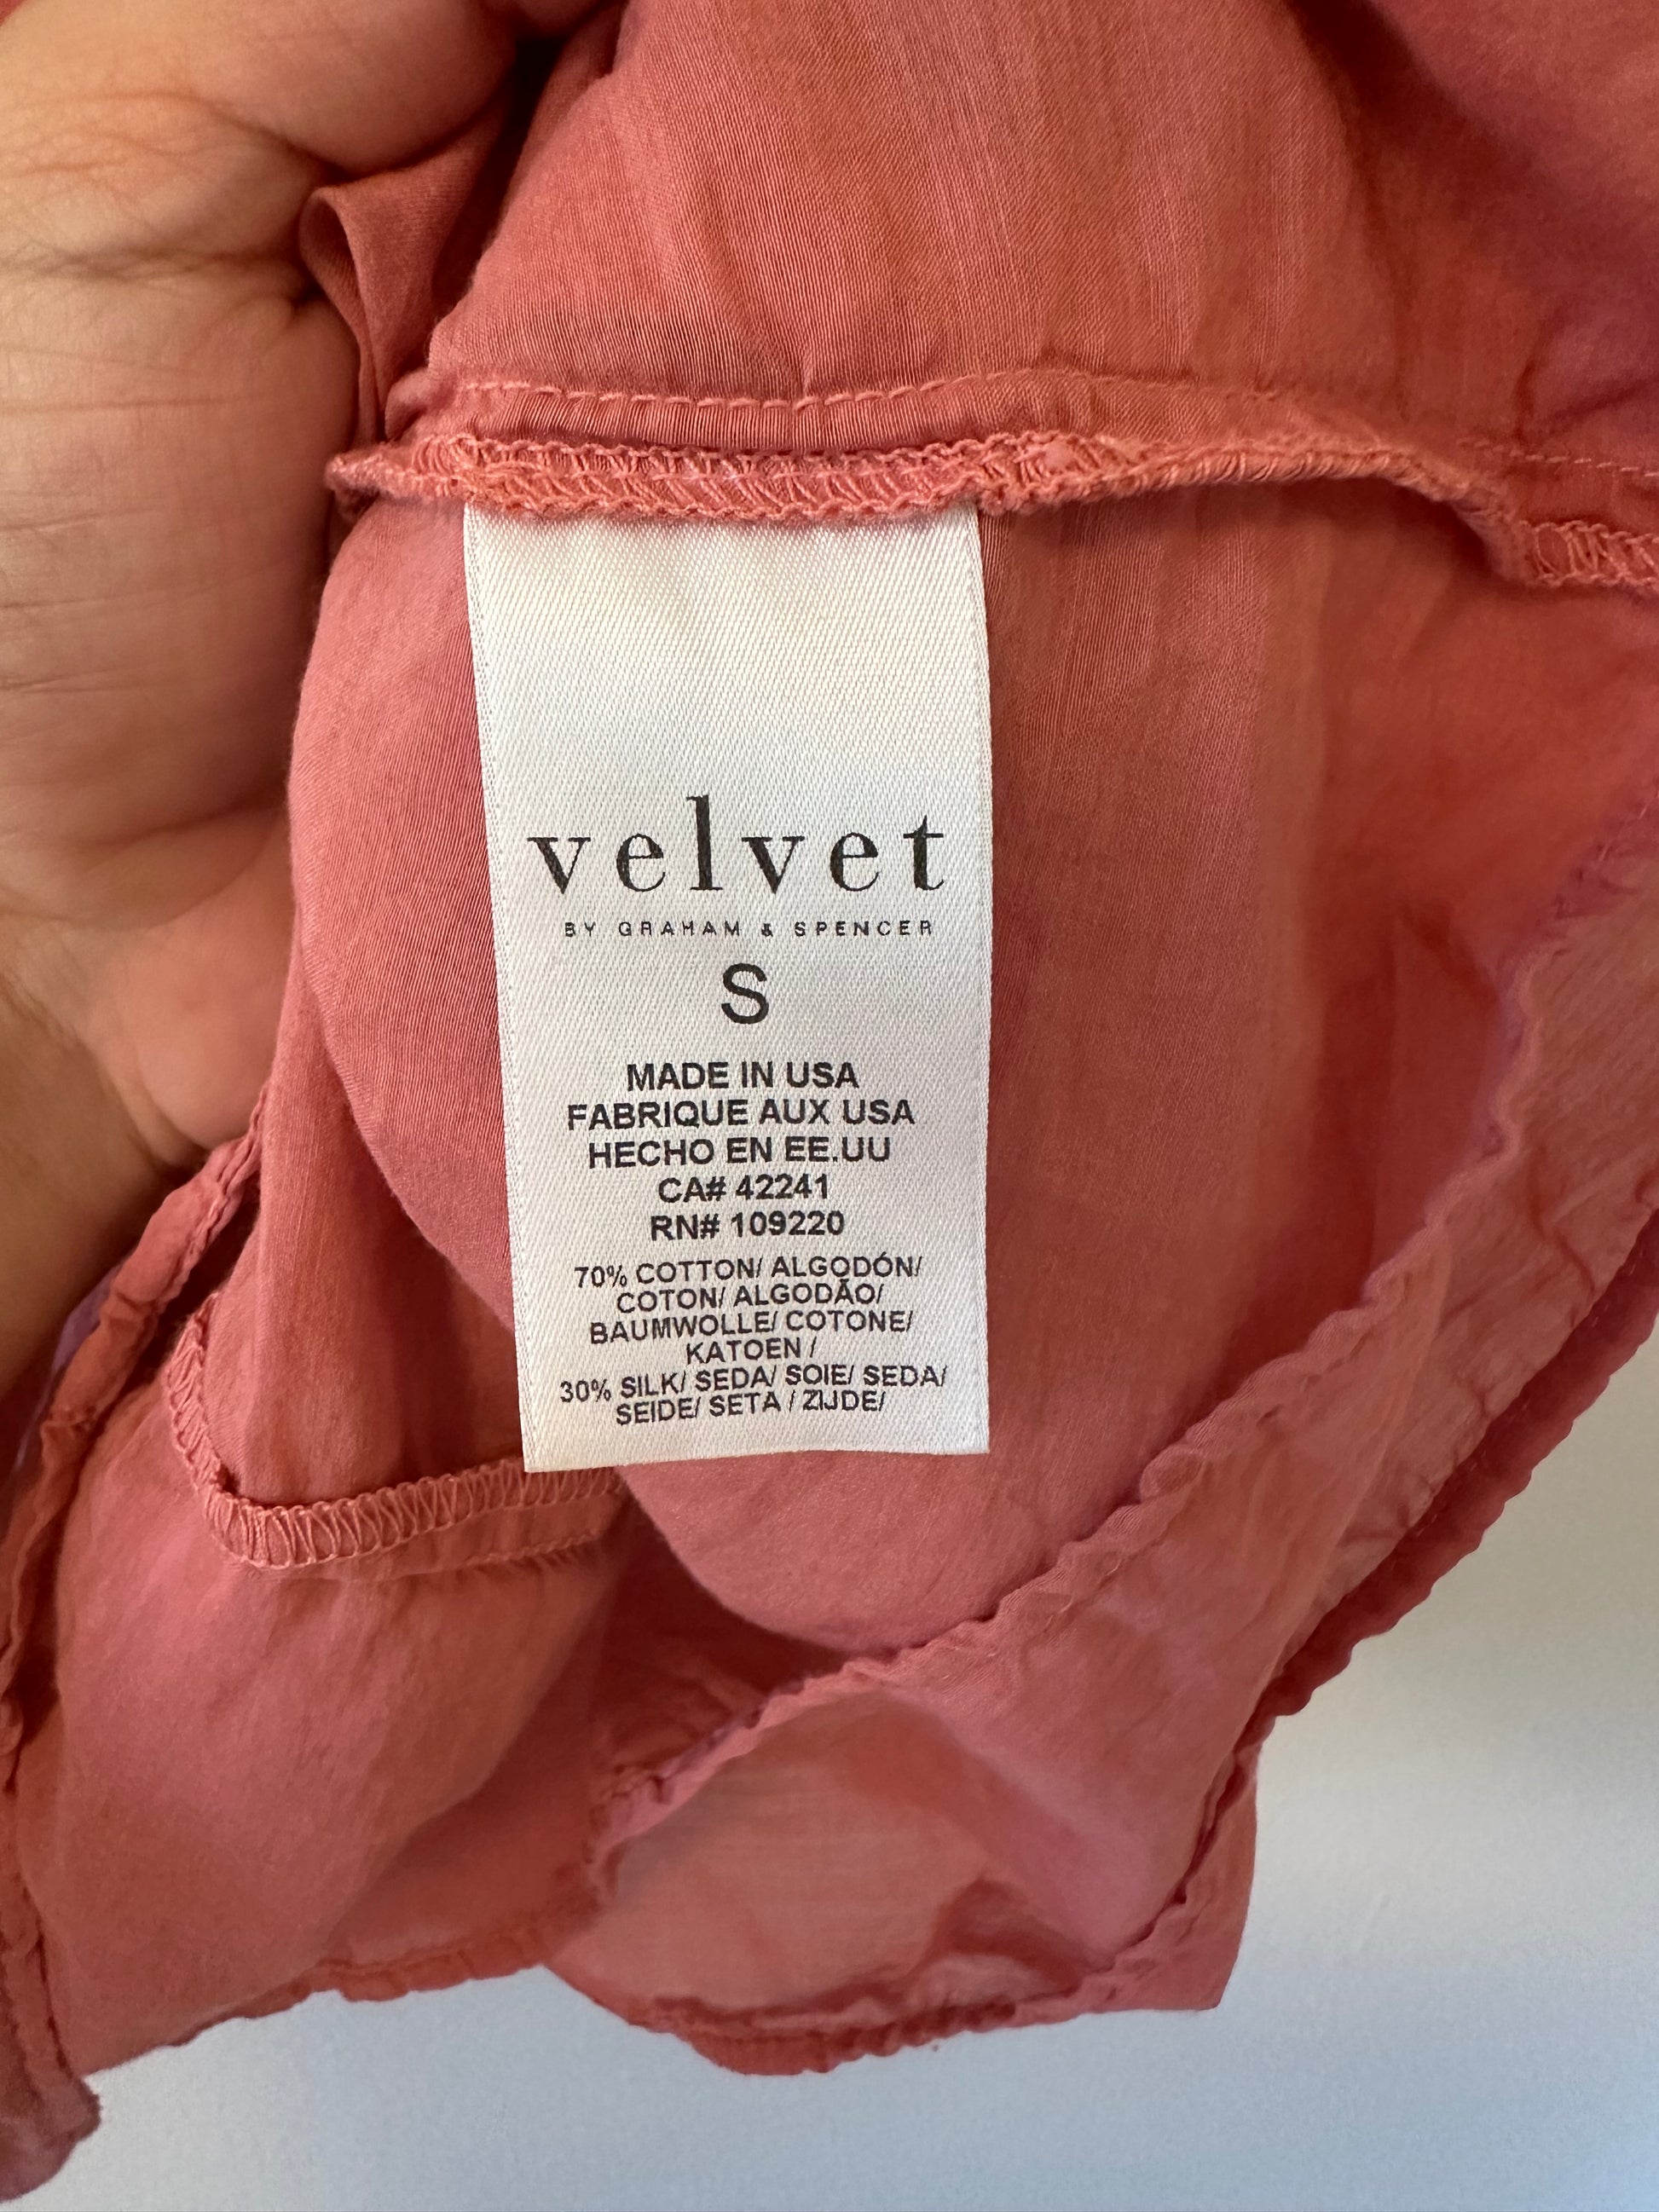 velvet
BY GRAHAM & SPENCER
S
MADE IN USA
FABRIQUE AUX USA
HECHO EN EE.UU
CA# 42241
RN# 109220
70% COTTON/ ALGODÓN/
COTON/ ALGODÃO/
BAUMWOLLE/ COTONE/
KATOEN /
30% SILK/ SEDA/ SOIE/ SEDA/
SEIDE/ SETA / ZIJDE/